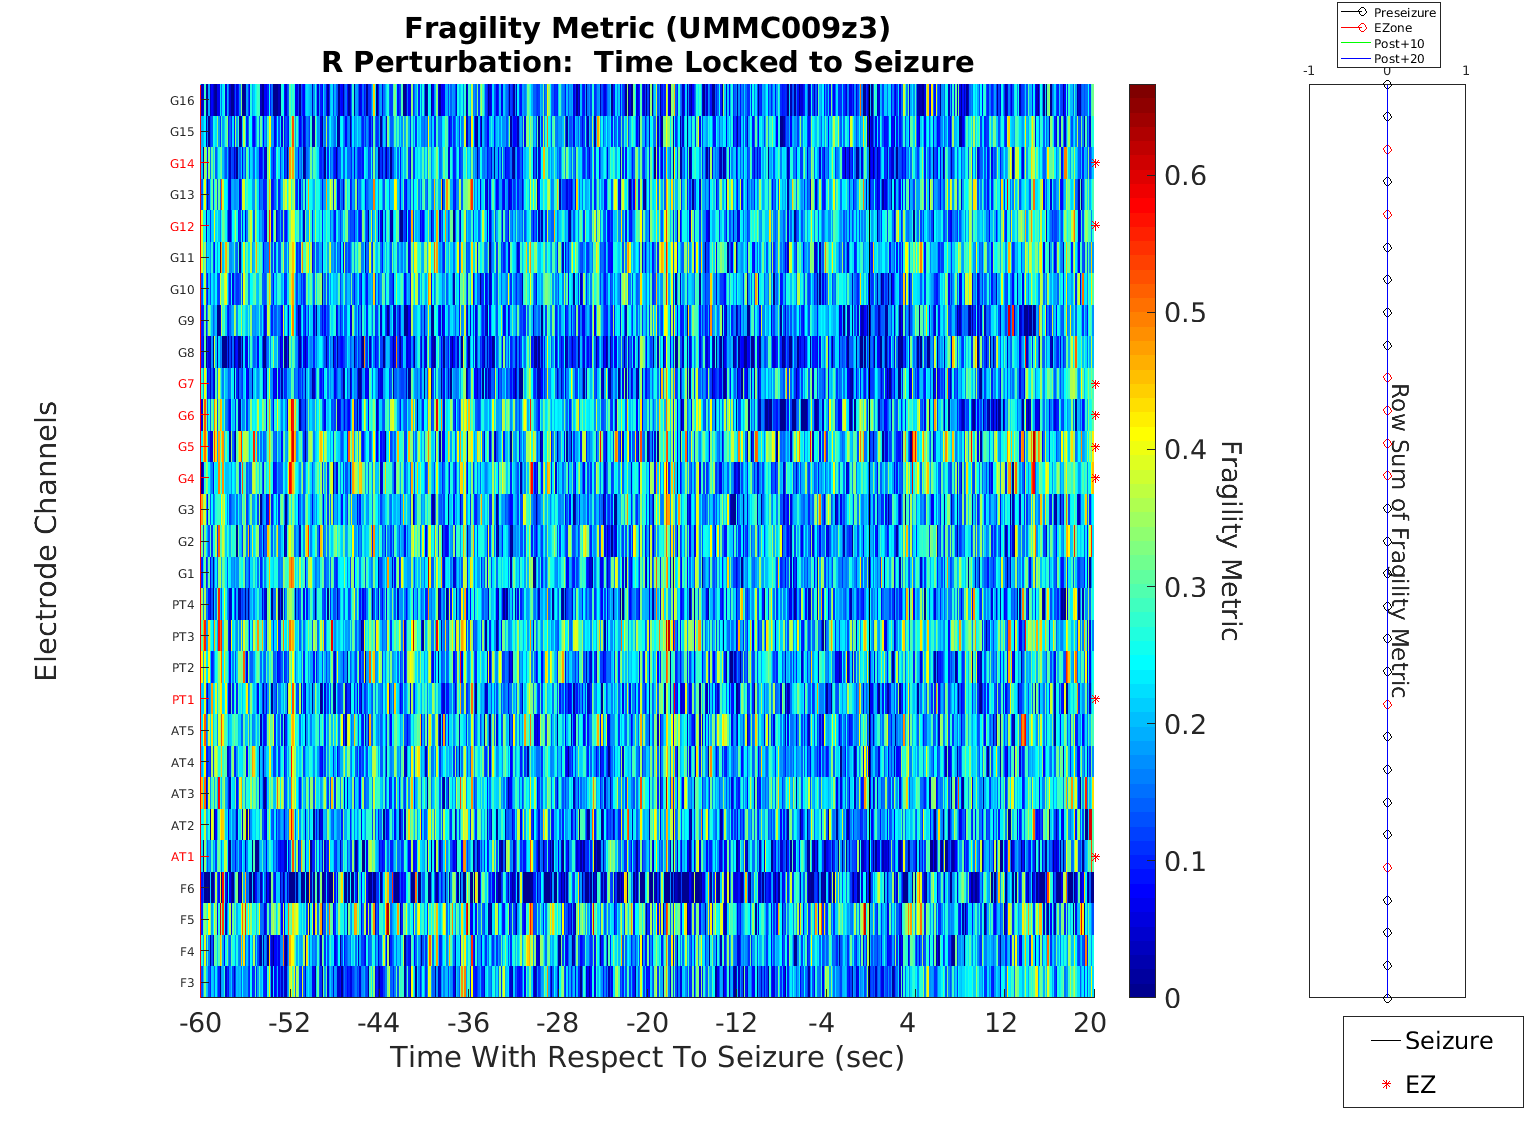 Fragility Metric (UMMC009z3)
R Perturbation:  Time Locked to Seizure
Electrode Channels
G16
G15
G14
G13
G12
G11
G10
G9
G8
G7
G6
G5
G4
G3
G2
G1
PT4
PT3
PT2
PT1
AT5
AT4
AT3
AT2
AT1
F6
F5
F4
F3
-60 -52 -44 -36 -28 -20 -12 -4 4 12 20
Time With Respect To Seizure (sec)
0.6
0.5
0.4
0.3
0.2
0.1
0
Fragility Metric
Preseizure
EZone
Post+10
Post+20
-1 0 1
Row Sum of Fragility Metric
Seizure
EZ